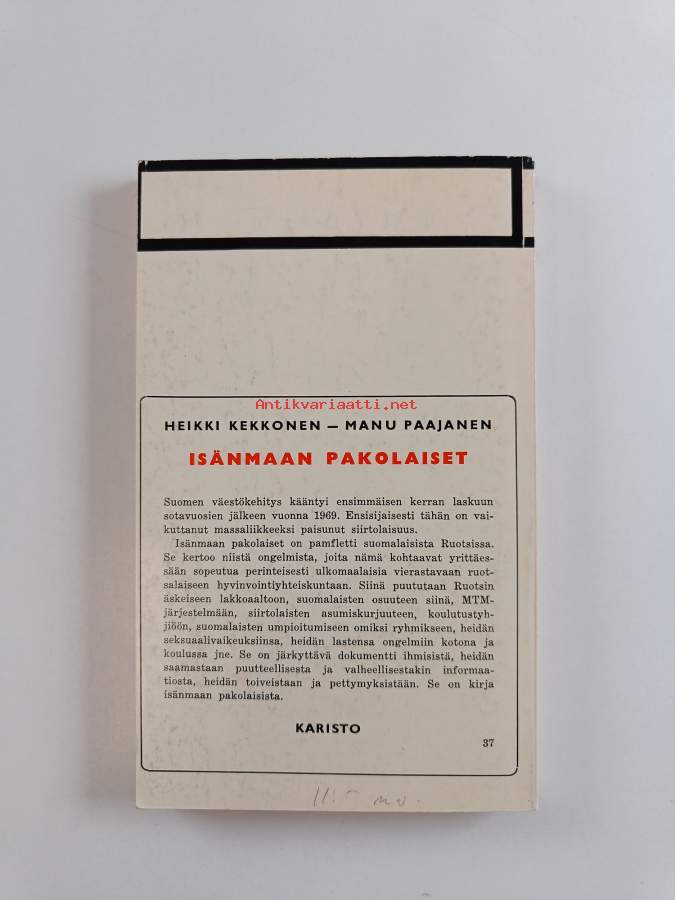 Antikvariaatti.net
HEIKKI KEKKONEN — MANU PAAJANEN
ISÄNMAAN PAKOLAISET
Suomen väestökehitys kääntyi ensimmäisen kerran laskuun
sotavuosien jälkeen vuonna 1969. Ensisijaisesti tähän on vai-
kuttanut massaliikkeeksi paisunut siirtolaisuus.
Isänmaan pakolaiset on pamfletti suomalaisista Ruotsissa.
Se kertoo niistä ongelmista, joita nämä kohtaavat yrittäes-
sään sopeutua perinteisesti ulkomaalaisia vierastavaan ruot-
salaiseen hyvinvointiyhteiskuntaan. Siinä puututaan Ruotsin
äskeiseen lakkoaaltoon, suomalaisten osuuteen siinä, MTM-
järjestelmään, siirtolaisten asumiskurjuuteen, koulutustyh-
jiöön, suomalaisten umpioitumiseen omiksi ryhmikseen, heidän
seksuaalivaikeuksiinsa, heidän lastensa ongelmiin kotona ja
koulussa jne. Se on järkyttävä dokumentti ihmisistä, heidän
saamastaan puutteellisesta ja valheellisestakin informaa-
tiosta, heidän toiveistaan ja pettymyksistään. Se on kirja
isänmaan pakolaisista.
KARISTO
37